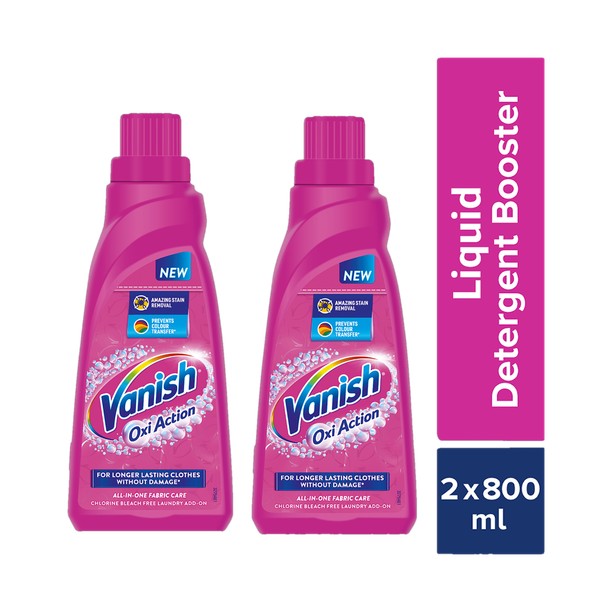 NEW
AMAZING STAIN
REMOVAL
PREVENTS
COLOUR
TRANSFER*
Vanish
Oxi Action
FOR LONGER LASTING CLOTHES
WITHOUT DAMAGE*
ALL-IN-ONE FABRIC CARE
CHLORINE BLEACH FREE LAUNDRY ADD-ON
NEW
AMAZING STAIN
REMOVAL
PREVENTS
COLOUR
TRANSFER*
Vanish
Oxi Action
FOR LONGER LASTING CLOTHES
WITHOUT DAMAGE*
ALL-IN-ONE FABRIC CARE
CHLORINE BLEACH FREE LAUNDRY ADD-ON
Liquid
Detergent Booster
2 x 800
ml